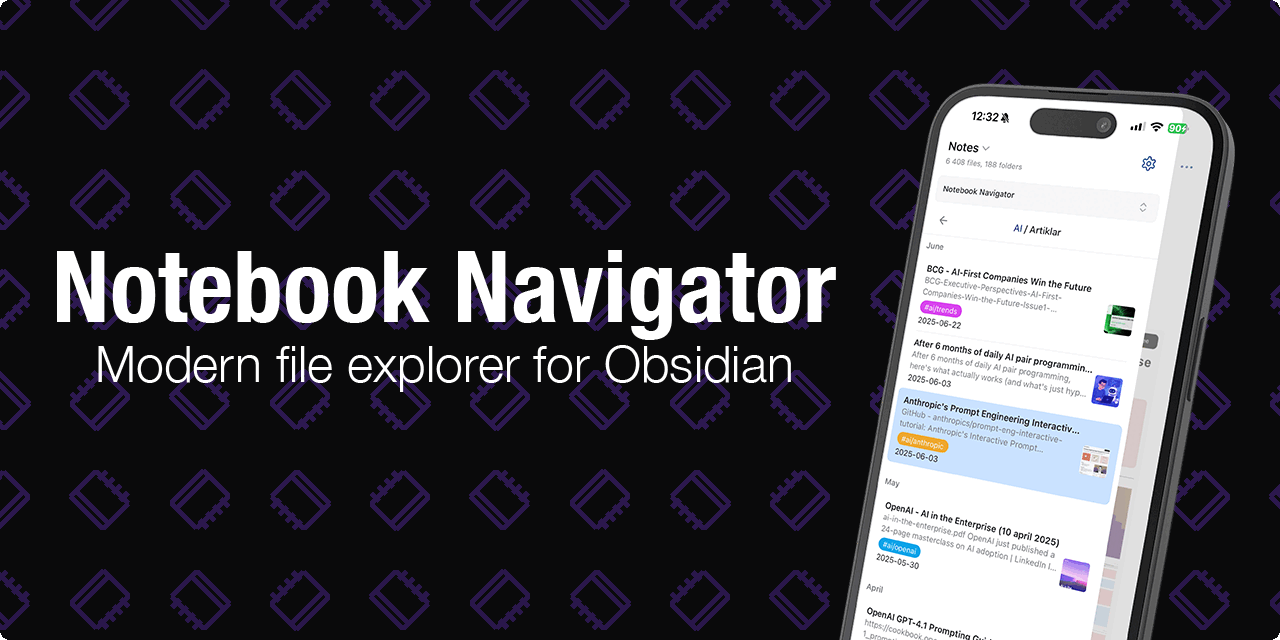 Notebook Navigator
Modern file explorer for Obsidian
12:32
90
Notes
6 408 files, 188 folders
Notebook Navigator
AI / Artiklar
June
BCG - AI-First Companies Win the Future
BCG-Executive-Perspectives-AI-First-
Companies-Win-the-Future-Issue1-...
#ai/trends
2025-06-22
After 6 months of daily AI pair programmin...
After 6 months of daily AI pair programming,
here's what actually works (and what's just hyp...
2025-06-03
Anthropic's Prompt Engineering Interactiv...
GitHub - anthropics/prompt-eng-interactive-
tutorial: Anthropic's Interactive Prompt...
#ai/anthropic
2025-06-03
May
OpenAI - AI in the Enterprise (10 april 2025)
ai-in-the-enterprise.pdf OpenAI just published a
24-page masterclass on AI adoption | LinkedIn I...
#ai/openai
2025-05-30
April
OpenAI GPT-4.1 Prompting
https://cookbook.op